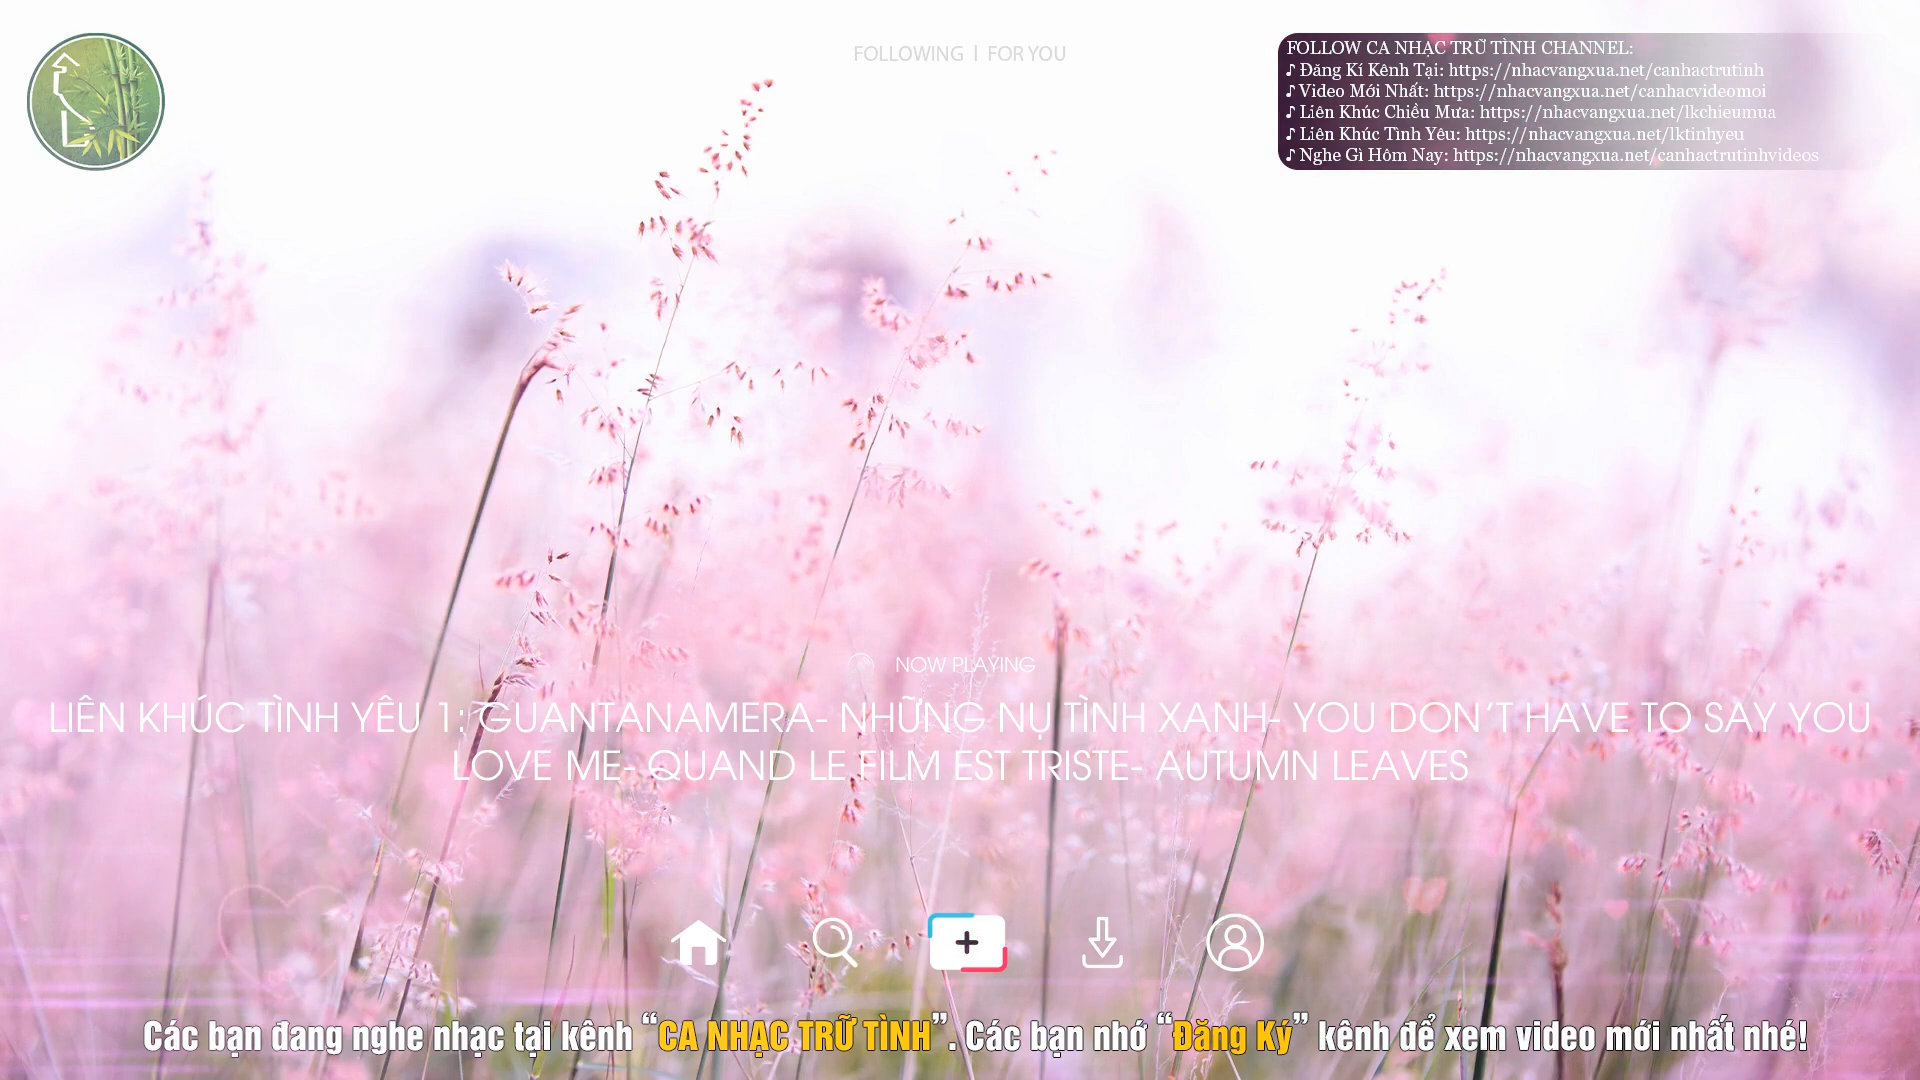 FOLLOWING | FOR YOU
FOLLOW CA NHẠC TRỮ TÌNH CHANNEL:
♪ Đăng Kí Kênh Tại: https://nhacvangxua.net/canhactrutinh
♪ Video Mới Nhất: https://nhacvangxua.net/canhacvideomoi
♪ Liên Khúc Chiều Mưa: https://nhacvangxua.net/lkchieumua
♪ Liên Khúc Tình Yêu: https://nhacvangxua.net/lktinhyeu
♪ Nghe Gì Hôm Nay: https://nhacvangxua.net/canhactrutinhvideos
NOW PLAYING
LIÊN KHÚC TÌNH YÊU 1: GUANTANAMERA- NHỮNG NỤ TÌNH XANH- YOU DON'T HAVE TO SAY YOU
LOVE ME- QUAND LE FILM EST TRISTE- AUTUMN LEAVES
Các bạn đang nghe nhạc tại kênh “CA NHẠC TRỮ TÌNH”. Các bạn nhớ “Đăng Ký” kênh để xem video mới nhất nhé!